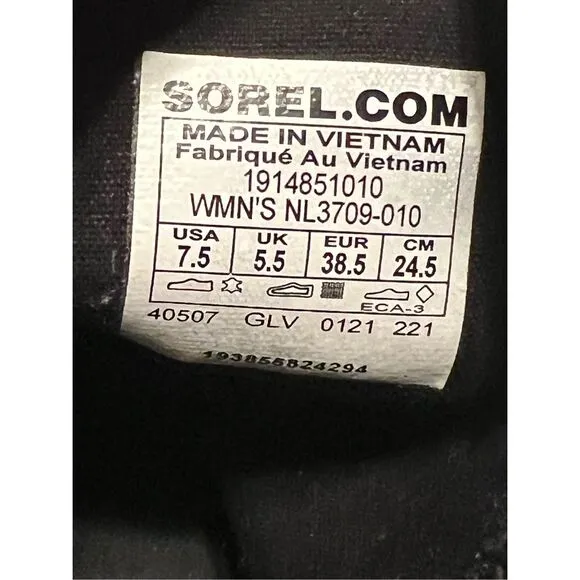 SOREL.COM
MADE IN VIETNAM
Fabriqué Au Vietnam
1914851010
WMN'S NL3709-010
USA UK EUR CM
7.5 5.5 38.5 24.5
ECA-3
40507 GLV 0121 221
193855824294